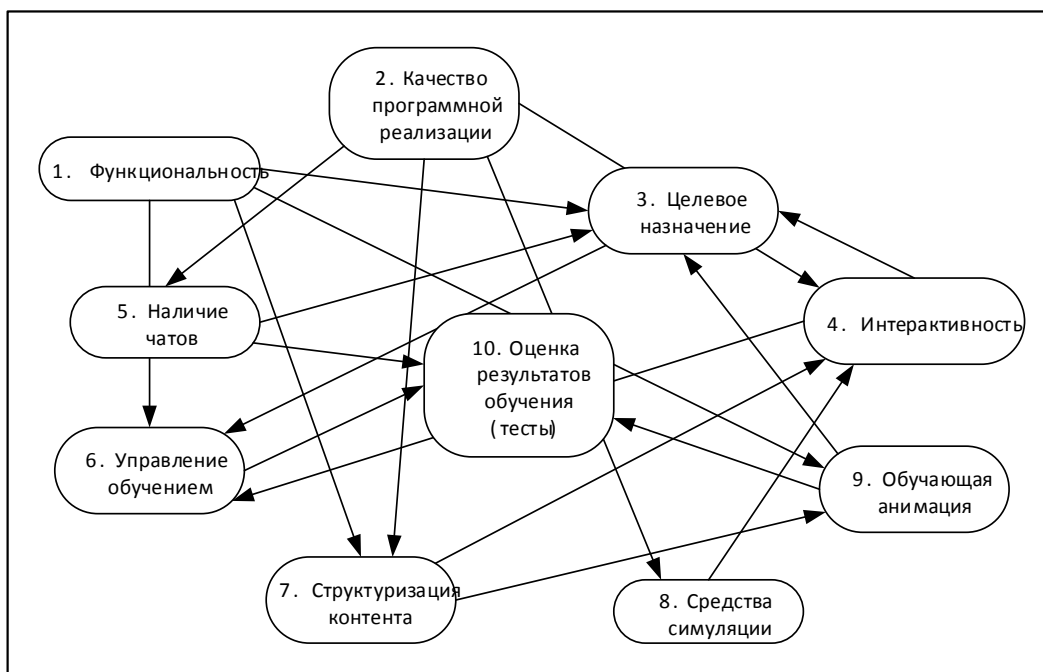 2. Качество
программной
реализации
1. Функциональность
3. Целевое
назначение
5. Наличие
чатов
4. Интерактивность
10. Оценка
результатов
обучения
(тесты)
6. Управление
обучением
9. Обучающая
анимация
7. Структуризация
контента
8. Средства
симуляции